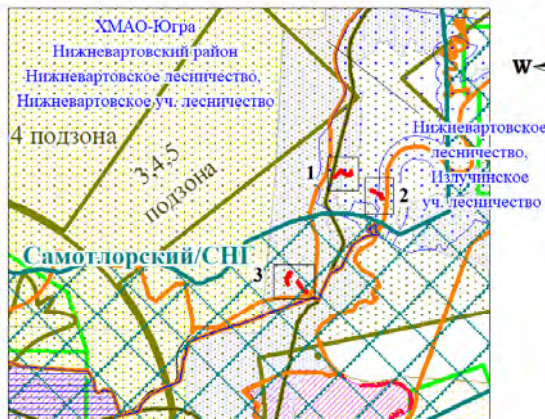 ХМАО-Югра
Нижневартовский район
Нижневартовское лесничество,
Нижневартовское уч. лесничество
W
4 подзона
3,4,5
подзона
Нижневартовское
лесничество,
Излучинское
уч. лесничество
1
2
Самотлорский/СНГ
3